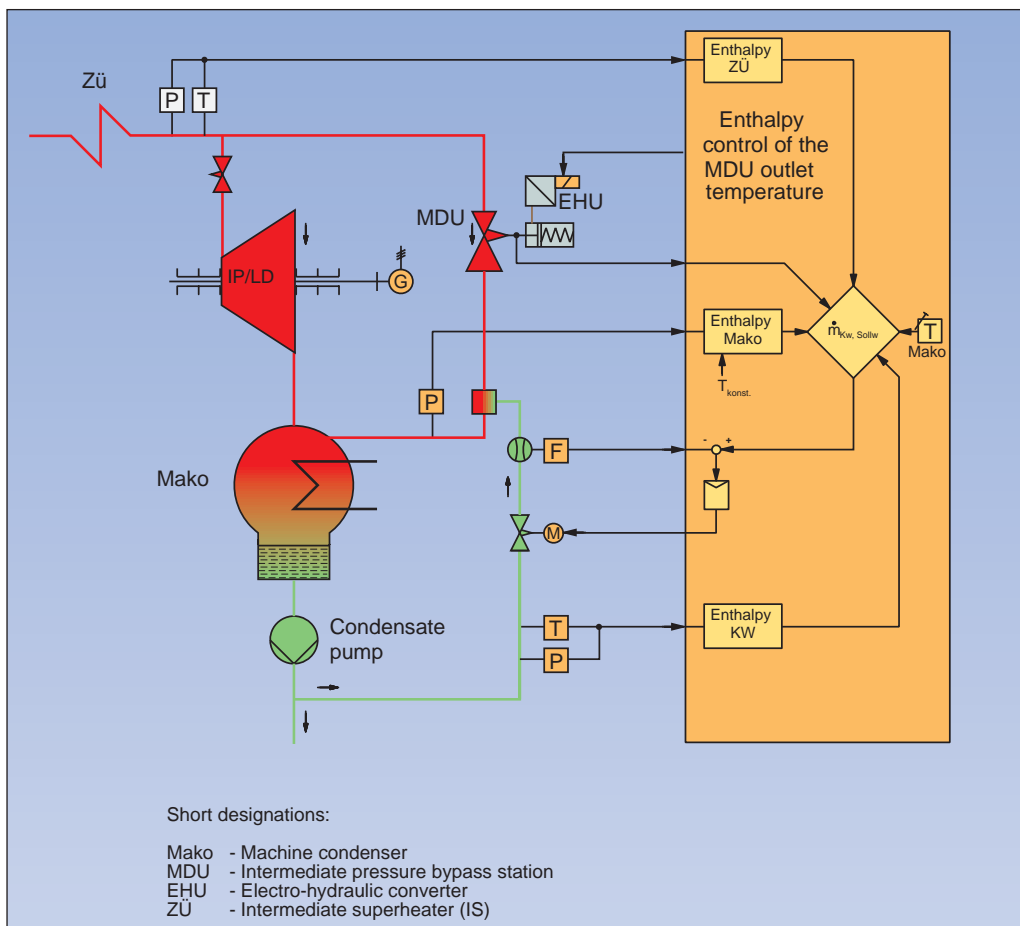 Zü
P
T
Enthalpy
ZÜ
Enthalpy
control of the
MDU outlet
temperature
EHU
MDU
IP/LD
G
Enthalpy
Mako
ṁKw, Sollw
T
Mako
Tkonst.
P
- +
F
Mako
M
Condensate
pump
T
P
Enthalpy
KW
Short designations:
Mako - Machine condenser
MDU - Intermediate pressure bypass station
EHU - Electro-hydraulic converter
ZÜ - Intermediate superheater (IS)